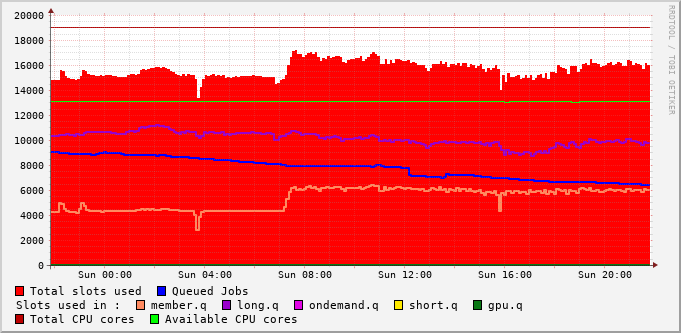 20000
18000
16000
14000
12000
10000
8000
6000
4000
2000
0
Sun 00:00 Sun 04:00 Sun 08:00 Sun 12:00 Sun 16:00 Sun 20:00
Total slots used Queued Jobs
Slots used in : member.q long.q ondemand.q short.q gpu.q
Total CPU cores Available CPU cores
RRDTOOL / TOBI OETIKER